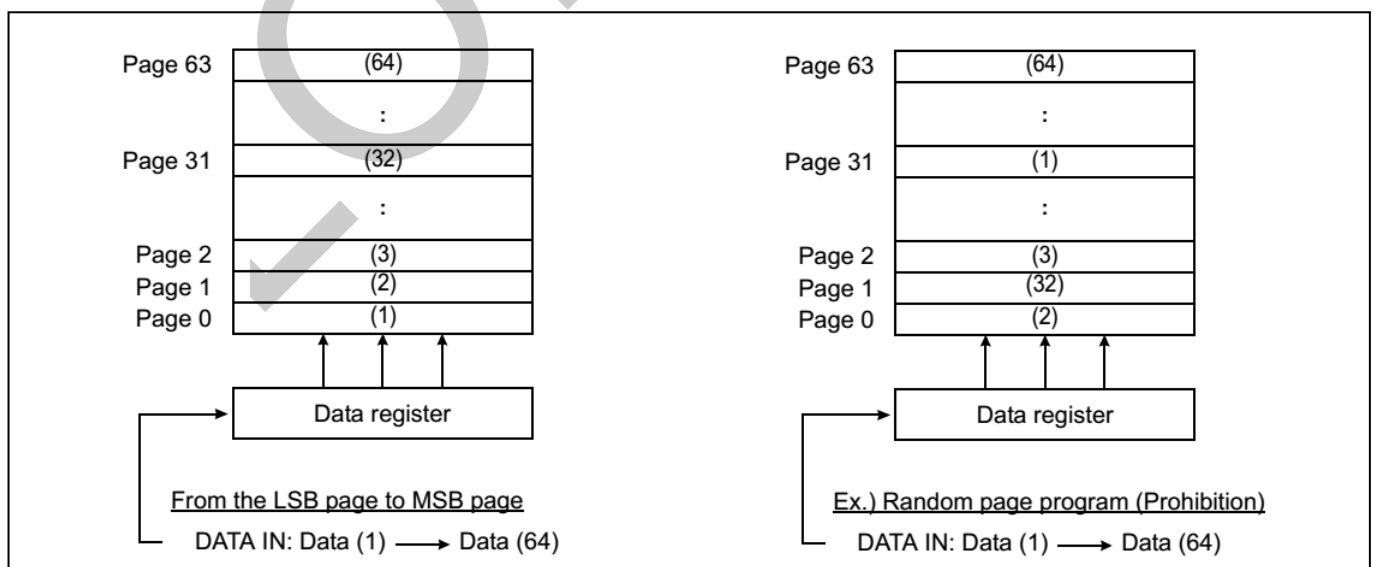 Page 63 (64)
:
Page 31 (32)
:
Page 2 (3)
Page 1 (2)
Page 0 (1)
Data register
From the LSB page to MSB page
DATA IN: Data (1) → Data (64)
Page 63 (64)
:
Page 31 (1)
:
Page 2 (3)
Page 1 (32)
Page 0 (2)
Data register
Ex.) Random page program (Prohibition)
DATA IN: Data (1) → Data (64)